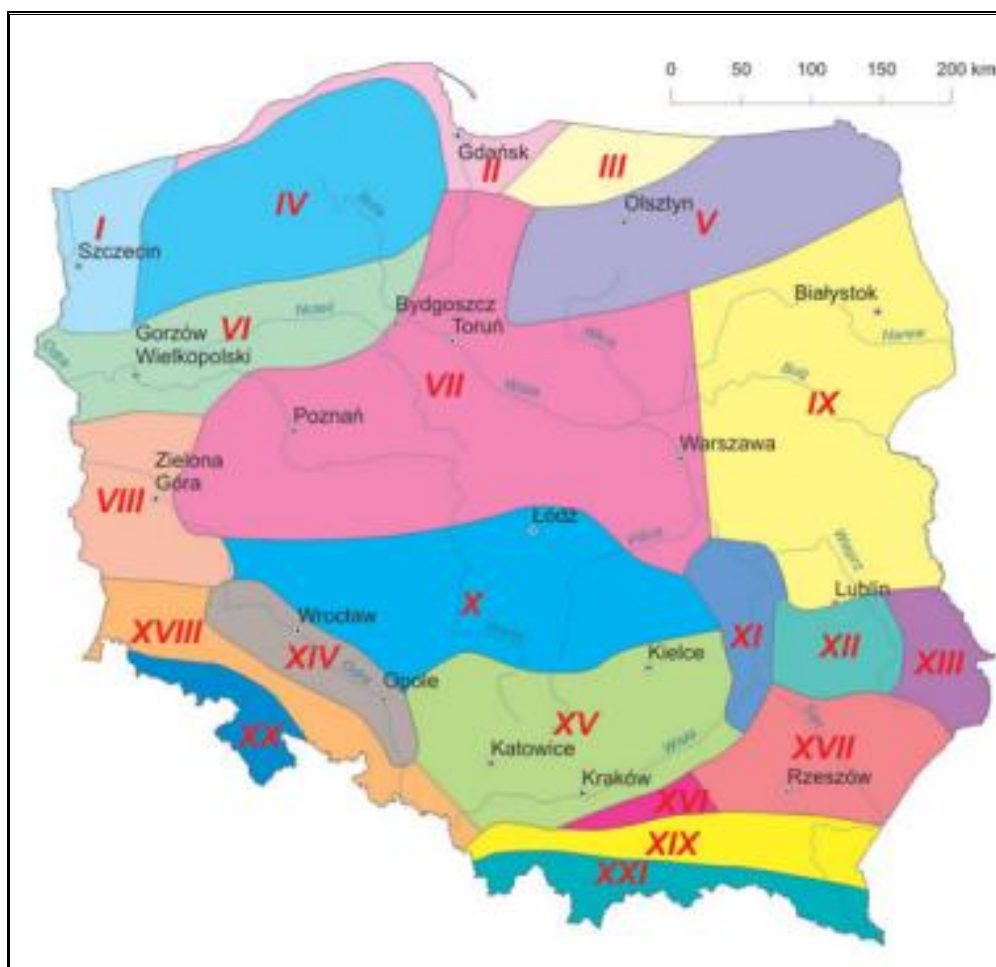 0 50 100 150 200 km
Gdańsk
II
III
IV
Olsztyn
V
I
Szczecin
Białystok
Bydgoszcz
Toruń
Gorzów
Wielkopolski
VI
Noteć
Odra
Narew
Bug
VII
Wisła
IX
Poznań
Warszawa
Zielona
Góra
VIII
Łódź
Pilica
Wieprz
Lublin
X
Wrocław
XVIII
XIV
Odra
Opole
Kielce
XI
XII
XIII
XV
Katowice
Wisła
XVII
San
Kraków
Rzeszów
XX
XVI
XIX
XXI